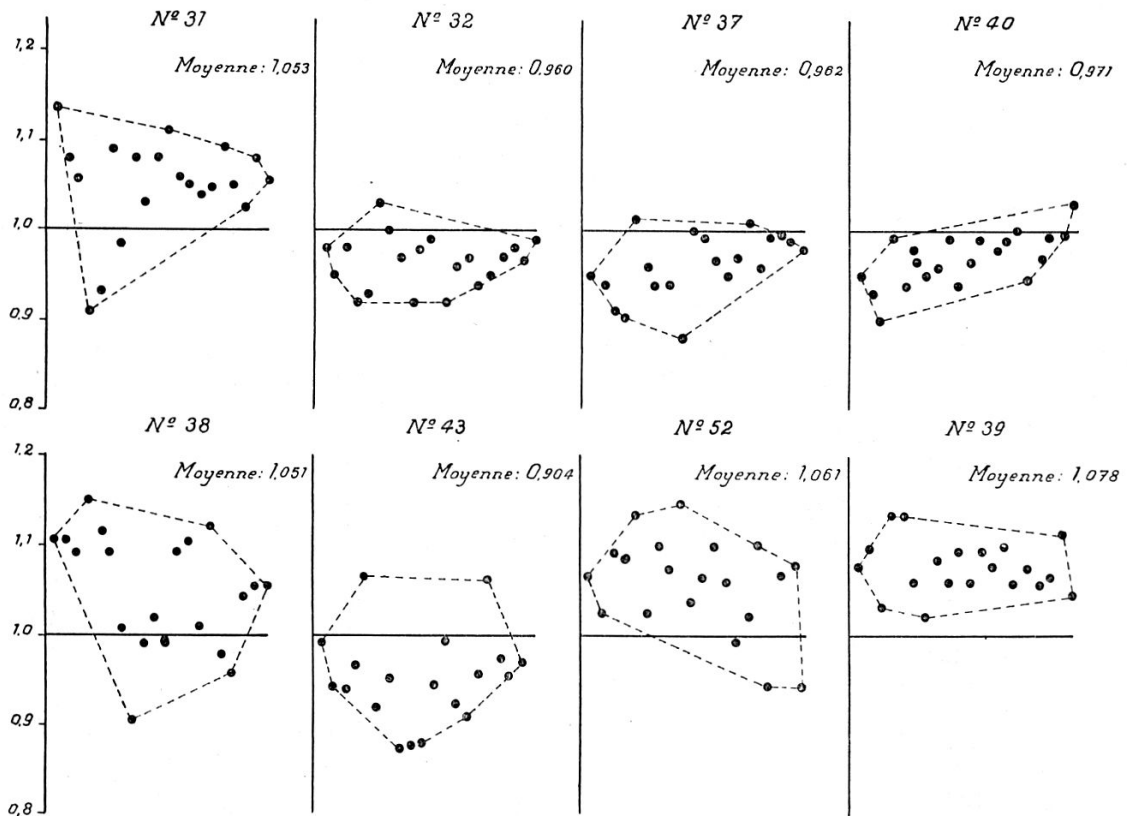 Nº 31
Nº 32
Nº 37
Nº 40
1,2
Moyenne: 1,053
Moyenne: 0.960
Moyenne: 0,962
Moyenne: 0,971
1,1
1,0
0,9
0,8
Nº 38
Nº 43
Nº 52
Nº 39
1,2
Moyenne: 1,051
Moyenne: 0,904
Moyenne: 1,061
Moyenne: 1,078
1,1
1,0
0,9
0,8